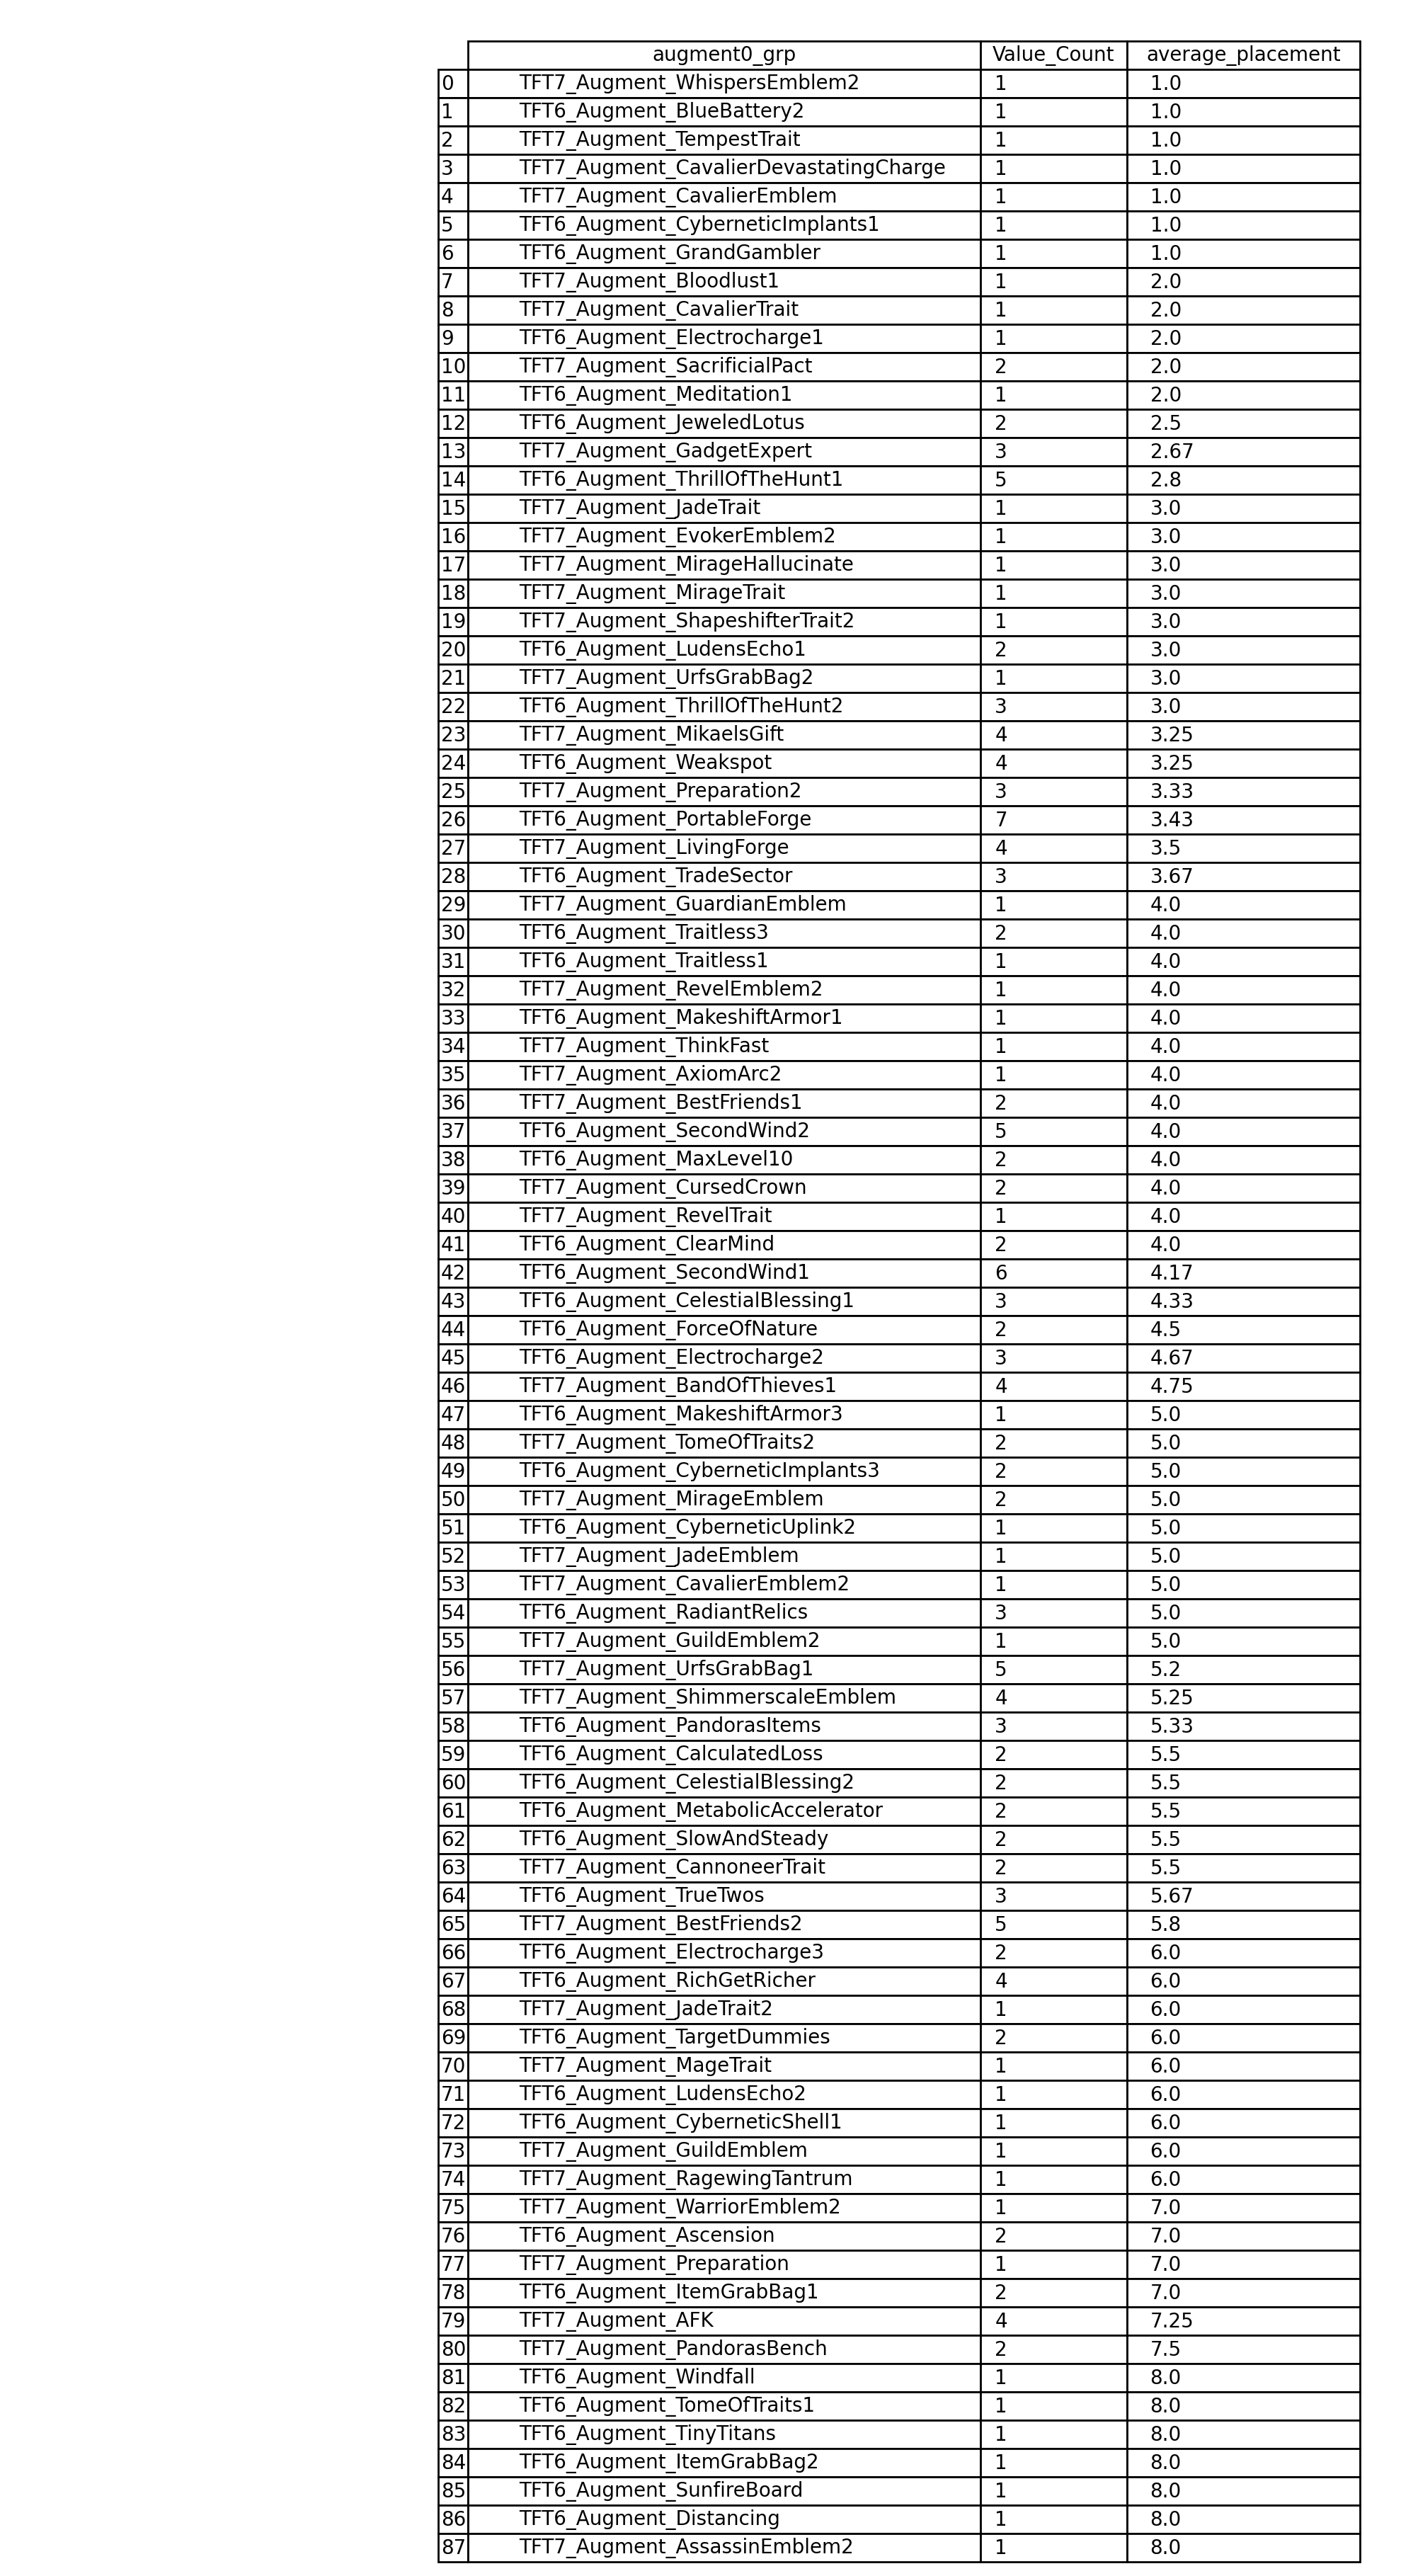 augment0_grp Value_Count average_placement
0 TFT7_Augment_WhispersEmblem2 1 1.0
1 TFT6_Augment_BlueBattery2 1 1.0
2 TFT7_Augment_TempestTrait 1 1.0
3 TFT7_Augment_CavalierDevastatingCharge 1 1.0
4 TFT7_Augment_CavalierEmblem 1 1.0
5 TFT6_Augment_CyberneticImplants1 1 1.0
6 TFT6_Augment_GrandGambler 1 1.0
7 TFT7_Augment_Bloodlust1 1 2.0
8 TFT7_Augment_CavalierTrait 1 2.0
9 TFT6_Augment_Electrocharge1 1 2.0
10 TFT7_Augment_SacrificialPact 2 2.0
11 TFT6_Augment_Meditation1 1 2.0
12 TFT6_Augment_JeweledLotus 2 2.5
13 TFT7_Augment_GadgetExpert 3 2.67
14 TFT6_Augment_ThrillOfTheHunt1 5 2.8
15 TFT7_Augment_JadeTrait 1 3.0
16 TFT7_Augment_EvokerEmblem2 1 3.0
17 TFT7_Augment_MirageHallucinate 1 3.0
18 TFT7_Augment_MirageTrait 1 3.0
19 TFT7_Augment_ShapeshifterTrait2 1 3.0
20 TFT6_Augment_LudensEcho1 2 3.0
21 TFT7_Augment_UrfsGrabBag2 1 3.0
22 TFT6_Augment_ThrillOfTheHunt2 3 3.0
23 TFT7_Augment_MikaelsGift 4 3.25
24 TFT6_Augment_Weakspot 4 3.25
25 TFT7_Augment_Preparation2 3 3.33
26 TFT6_Augment_PortableForge 7 3.43
27 TFT7_Augment_LivingForge 4 3.5
28 TFT6_Augment_TradeSector 3 3.67
29 TFT7_Augment_GuardianEmblem 1 4.0
30 TFT6_Augment_Traitless3 2 4.0
31 TFT6_Augment_Traitless1 1 4.0
32 TFT7_Augment_RevelEmblem2 1 4.0
33 TFT6_Augment_MakeshiftArmor1 1 4.0
34 TFT7_Augment_ThinkFast 1 4.0
35 TFT7_Augment_AxiomArc2 1 4.0
36 TFT7_Augment_BestFriends1 2 4.0
37 TFT6_Augment_SecondWind2 5 4.0
38 TFT6_Augment_MaxLevel10 2 4.0
39 TFT7_Augment_CursedCrown 2 4.0
40 TFT7_Augment_RevelTrait 1 4.0
41 TFT6_Augment_ClearMind 2 4.0
42 TFT6_Augment_SecondWind1 6 4.17
43 TFT6_Augment_CelestialBlessing1 3 4.33
44 TFT6_Augment_ForceOfNature 2 4.5
45 TFT6_Augment_Electrocharge2 3 4.67
46 TFT7_Augment_BandOfThieves1 4 4.75
47 TFT6_Augment_MakeshiftArmor3 1 5.0
48 TFT7_Augment_TomeOfTraits2 2 5.0
49 TFT6_Augment_CyberneticImplants3 2 5.0
50 TFT7_Augment_MirageEmblem 2 5.0
51 TFT6_Augment_CyberneticUplink2 1 5.0
52 TFT7_Augment_JadeEmblem 1 5.0
53 TFT7_Augment_CavalierEmblem2 1 5.0
54 TFT6_Augment_RadiantRelics 3 5.0
55 TFT7_Augment_GuildEmblem2 1 5.0
56 TFT7_Augment_UrfsGrabBag1 5 5.2
57 TFT7_Augment_ShimmerscaleEmblem 4 5.25
58 TFT6_Augment_PandorasItems 3 5.33
59 TFT6_Augment_CalculatedLoss 2 5.5
60 TFT6_Augment_CelestialBlessing2 2 5.5
61 TFT6_Augment_MetabolicAccelerator 2 5.5
62 TFT6_Augment_SlowAndSteady 2 5.5
63 TFT7_Augment_CannoneerTrait 2 5.5
64 TFT6_Augment_TrueTwos 3 5.67
65 TFT7_Augment_BestFriends2 5 5.8
66 TFT6_Augment_Electrocharge3 2 6.0
67 TFT6_Augment_RichGetRicher 4 6.0
68 TFT7_Augment_JadeTrait2 1 6.0
69 TFT6_Augment_TargetDummies 2 6.0
70 TFT7_Augment_MageTrait 1 6.0
71 TFT6_Augment_LudensEcho2 1 6.0
72 TFT6_Augment_CyberneticShell1 1 6.0
73 TFT7_Augment_GuildEmblem 1 6.0
74 TFT7_Augment_RagewingTantrum 1 6.0
75 TFT7_Augment_WarriorEmblem2 1 7.0
76 TFT6_Augment_Ascension 2 7.0
77 TFT7_Augment_Preparation 1 7.0
78 TFT6_Augment_ItemGrabBag1 2 7.0
79 TFT7_Augment_AFK 4 7.25
80 TFT7_Augment_PandorasBench 2 7.5
81 TFT6_Augment_Windfall 1 8.0
82 TFT6_Augment_TomeOfTraits1 1 8.0
83 TFT6_Augment_TinyTitans 1 8.0
84 TFT6_Augment_ItemGrabBag2 1 8.0
85 TFT6_Augment_SunfireBoard 1 8.0
86 TFT6_Augment_Distancing 1 8.0
87 TFT7_Augment_AssassinEmblem2 1 8.0